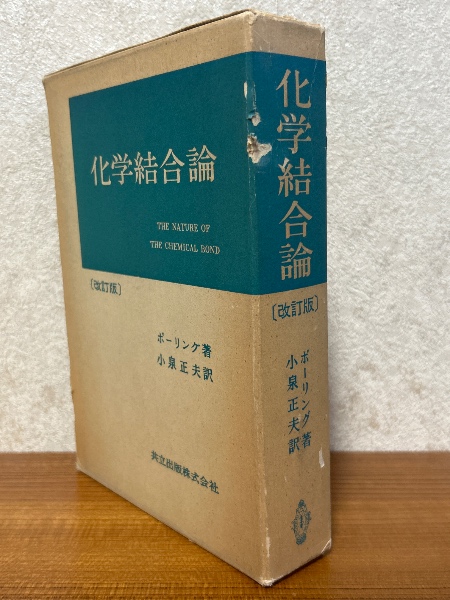 化学結合論
THE NATURE OF
THE CHEMICAL BOND
〔改訂版〕
ポーリング著
小泉正夫訳
共立出版株式会社
化学結合論
〔改訂版〕
ポーリング著
小泉正夫訳